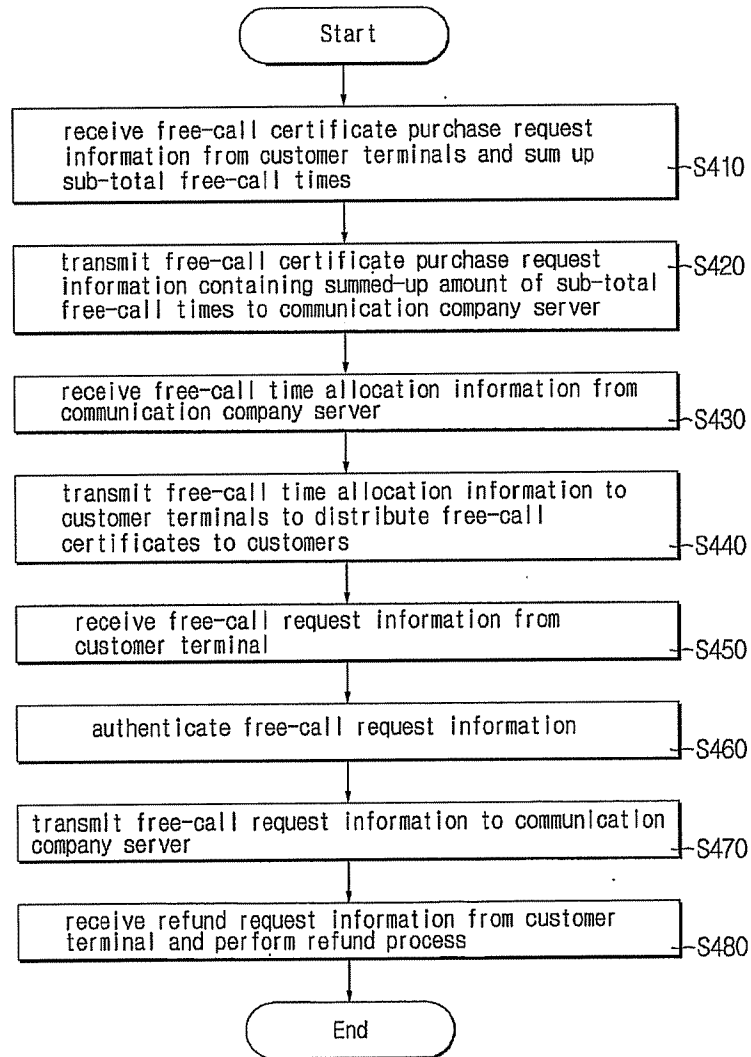 Start
receive free-call certificate purchase request
information from customer terminals and sum up
sub-total free-call times
S410
transmit free-call certificate purchase request
information containing summed-up amount of sub-total
free-call times to communication company server
S420
receive free-call time allocation information from
communication company server
S430
transmit free-call time allocation information to
customer terminals to distribute free-call
certificates to customers
S440
receive free-call request information from
customer terminal
S450
authenticate free-call request information
S460
transmit free-call request information to communication
company server
S470
receive refund request information from customer
terminal and perform refund process
S480
End